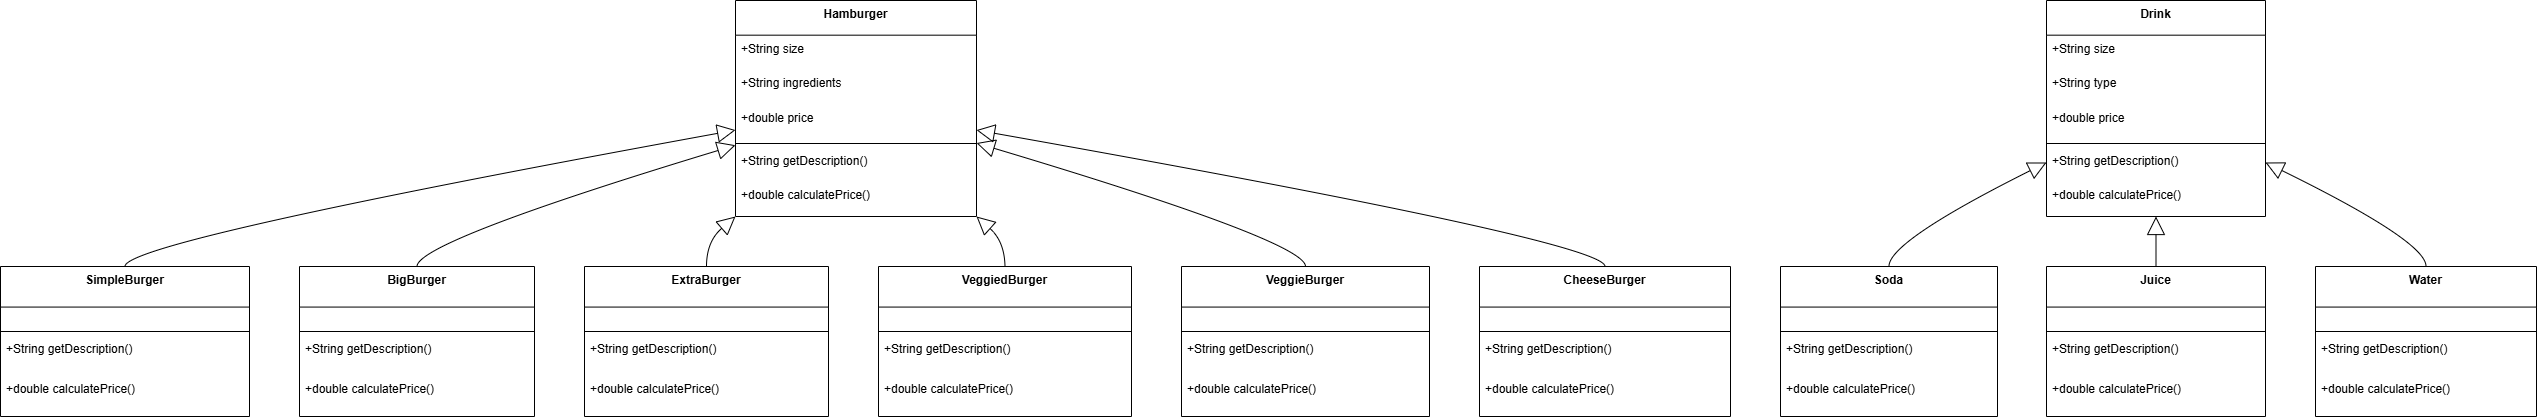 Hamburger
+String size
+String ingredients
+double price
+String getDescription()
+double calculatePrice()
Drink
+String size
+String type
+double price
+String getDescription()
+double calculatePrice()
SimpleBurger
+String getDescription()
+double calculatePrice()
BigBurger
+String getDescription()
+double calculatePrice()
ExtraBurger
+String getDescription()
+double calculatePrice()
VeggiedBurger
+String getDescription()
+double calculatePrice()
VeggieBurger
+String getDescription()
+double calculatePrice()
CheeseBurger
+String getDescription()
+double calculatePrice()
Soda
+String getDescription()
+double calculatePrice()
Juice
+String getDescription()
+double calculatePrice()
Water
+String getDescription()
+double calculatePrice()